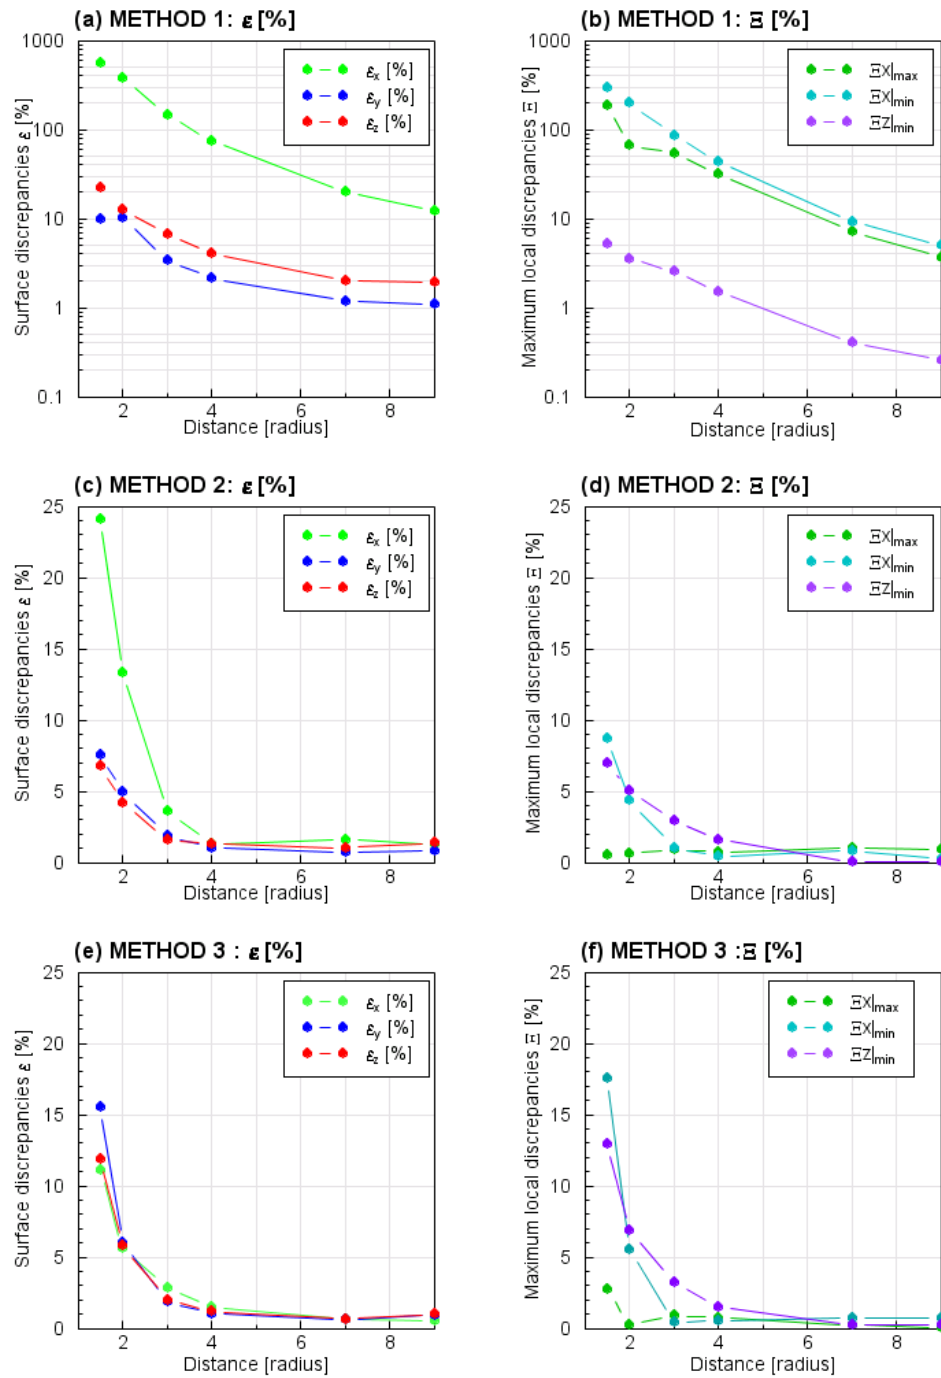 (a) METHOD 1: ε [%]
1000
100
10
1
0.1
2 4 6 8
Surface discrepancies ε [%]
Distance [radius]
εx [%]
εy [%]
εz [%]
(b) METHOD 1: Ξ [%]
1000
100
10
1
0.1
2 4 6 8
Maximum local discrepancies Ξ [%]
Distance [radius]
ΞX|max
ΞX|min
ΞZ|min
(c) METHOD 2: ε [%]
25
20
15
10
5
0
2 4 6 8
Surface discrepancies ε [%]
Distance [radius]
εx [%]
εy [%]
εz [%]
(d) METHOD 2: Ξ [%]
25
20
15
10
5
0
2 4 6 8
Maximum local discrepancies Ξ [%]
Distance [radius]
ΞX|max
ΞX|min
ΞZ|min
(e) METHOD 3 : ε [%]
25
20
15
10
5
0
2 4 6 8
Surface discrepancies ε [%]
Distance [radius]
εx [%]
εy [%]
εz [%]
(f) METHOD 3 :Ξ [%]
25
20
15
10
5
0
2 4 6 8
Maximum local discrepancies Ξ [%]
Distance [radius]
ΞX|max
ΞX|min
ΞZ|min